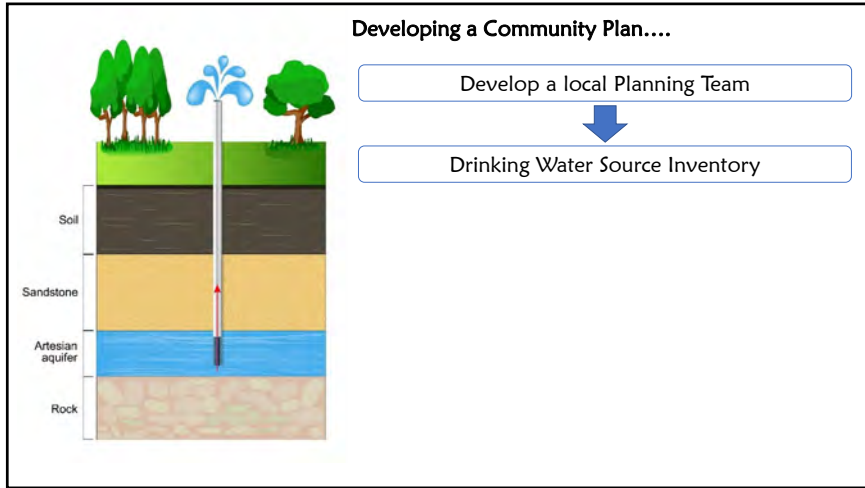 Developing a Community Plan....
Develop a local Planning Team
Drinking Water Source Inventory
Soil
Sandstone
Artesian
aquifer
Rock